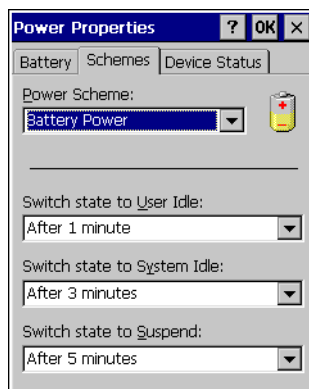 Power Properties ? OK ×
Battery Schemes Device Status
Power Scheme:
Battery Power
Switch state to User Idle:
After 1 minute
Switch state to System Idle:
After 3 minutes
Switch state to Suspend:
After 5 minutes